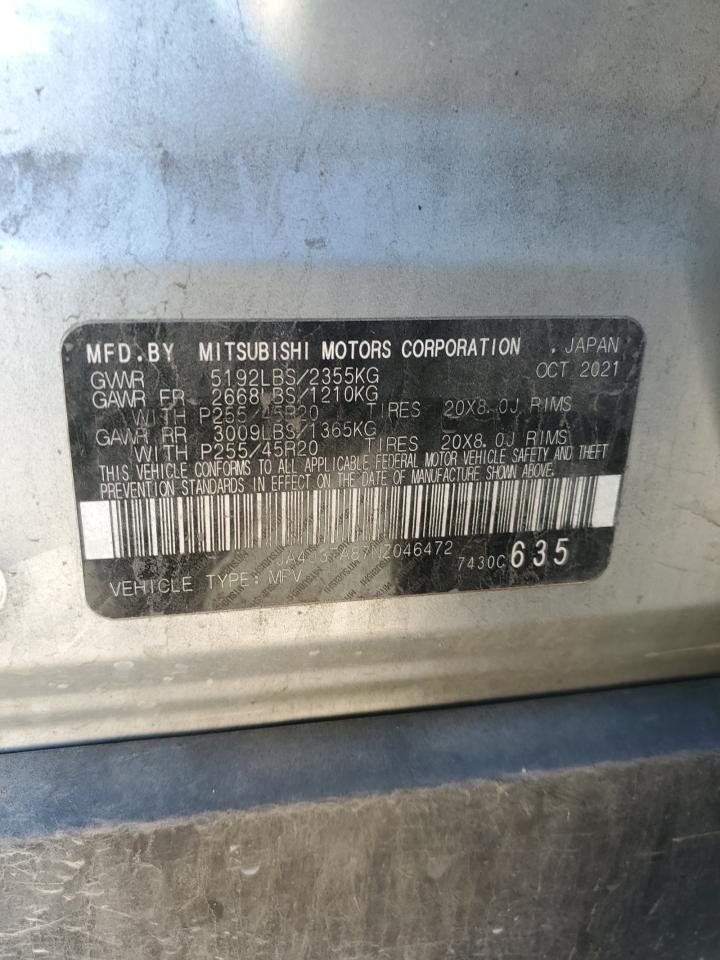 MFD.BY MITSUBISHI MOTORS CORPORATION , JAPAN
GVWR 5192LBS/2355KG OCT 2021
GAWR FR 2668LBS/1210KG
WITH P255/45R20 TIRES 20X8.0J RIMS
GAWR RR 3009LBS/1365KG
WITH P255/45R20 TIRES 20X8.0J RIMS
THIS VEHICLE CONFORMS TO ALL APPLICABLE FEDERAL MOTOR VEHICLE SAFETY AND THEFT
PREVENTION STANDARDS IN EFFECT ON THE DATE OF MANUFACTURE SHOWN ABOVE.
VEHICLE TYPE: MPV 7430C 635
MITSUBISHI